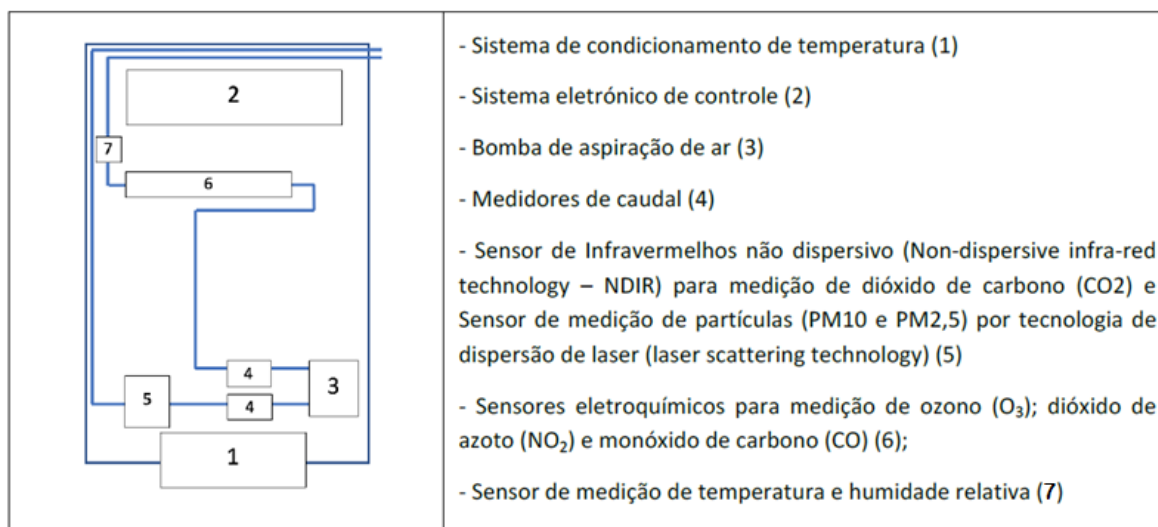 2
7
6
4
3
5
4
1
- Sistema de condicionamento de temperatura (1)
- Sistema eletrónico de controle (2)
- Bomba de aspiração de ar (3)
- Medidores de caudal (4)
- Sensor de Infravermelhos não dispersivo (Non-dispersive infra-red
technology – NDIR) para medição de dióxido de carbono (CO2) e
Sensor de medição de partículas (PM10 e PM2,5) por tecnologia de
dispersão de laser (laser scattering technology) (5)
- Sensores eletroquímicos para medição de ozono (O₃); dióxido de
azoto (NO₂) e monóxido de carbono (CO) (6);
- Sensor de medição de temperatura e humidade relativa (7)